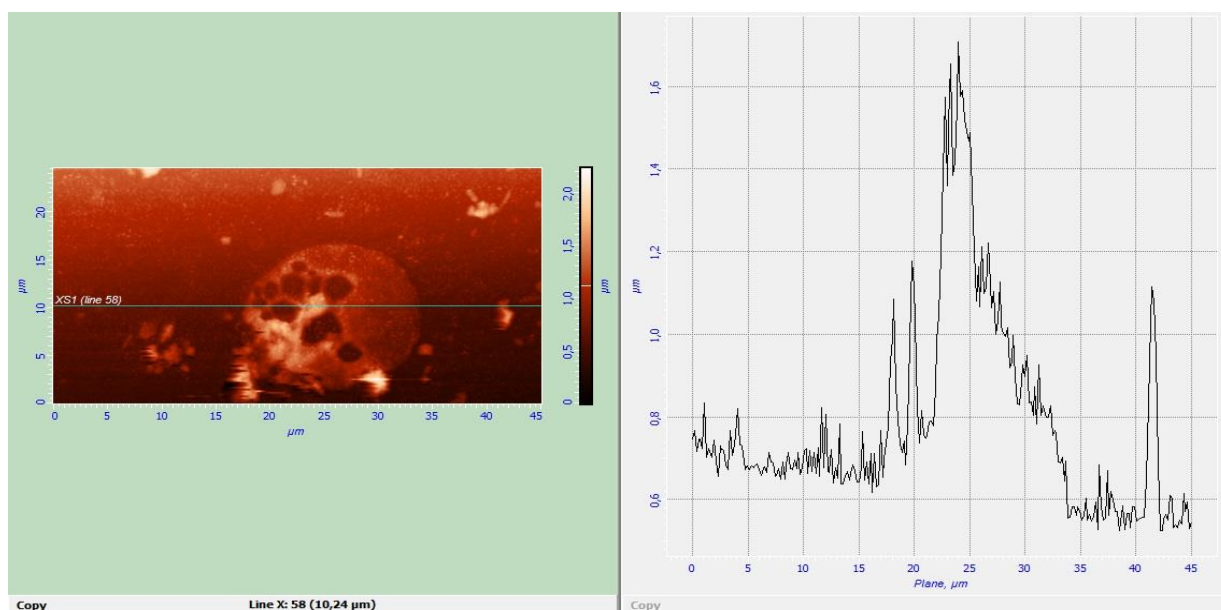 XS1 (line 58)
20
15
10
5
0
µm
0 5 10 15 20 25 30 35 40 45
µm
2,0
1,5
1,0
0,5
0
µm
Copy Line X: 58 (10,24 µm)
1,6
1,4
1,2
1,0
0,8
0,6
µm
0 5 10 15 20 25 30 35 40 45
Plane, µm
Copy